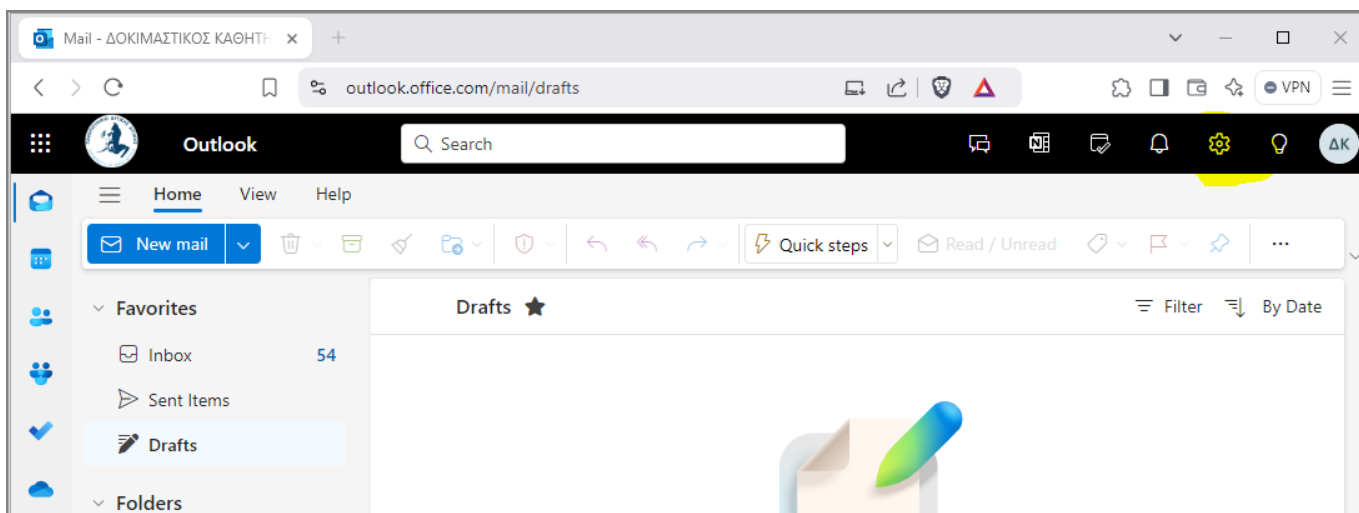 Mail - ΔΟΚΙΜΑΣΤΙΚΟΣ ΚΑΘΗΤΗ
outlook.office.com/mail/drafts
VPN
Outlook
Search
ΔΚ
Home View Help
New mail
Quick steps
Read / Unread
Favorites
Drafts
Filter
By Date
Inbox 54
Sent Items
Drafts
Folders